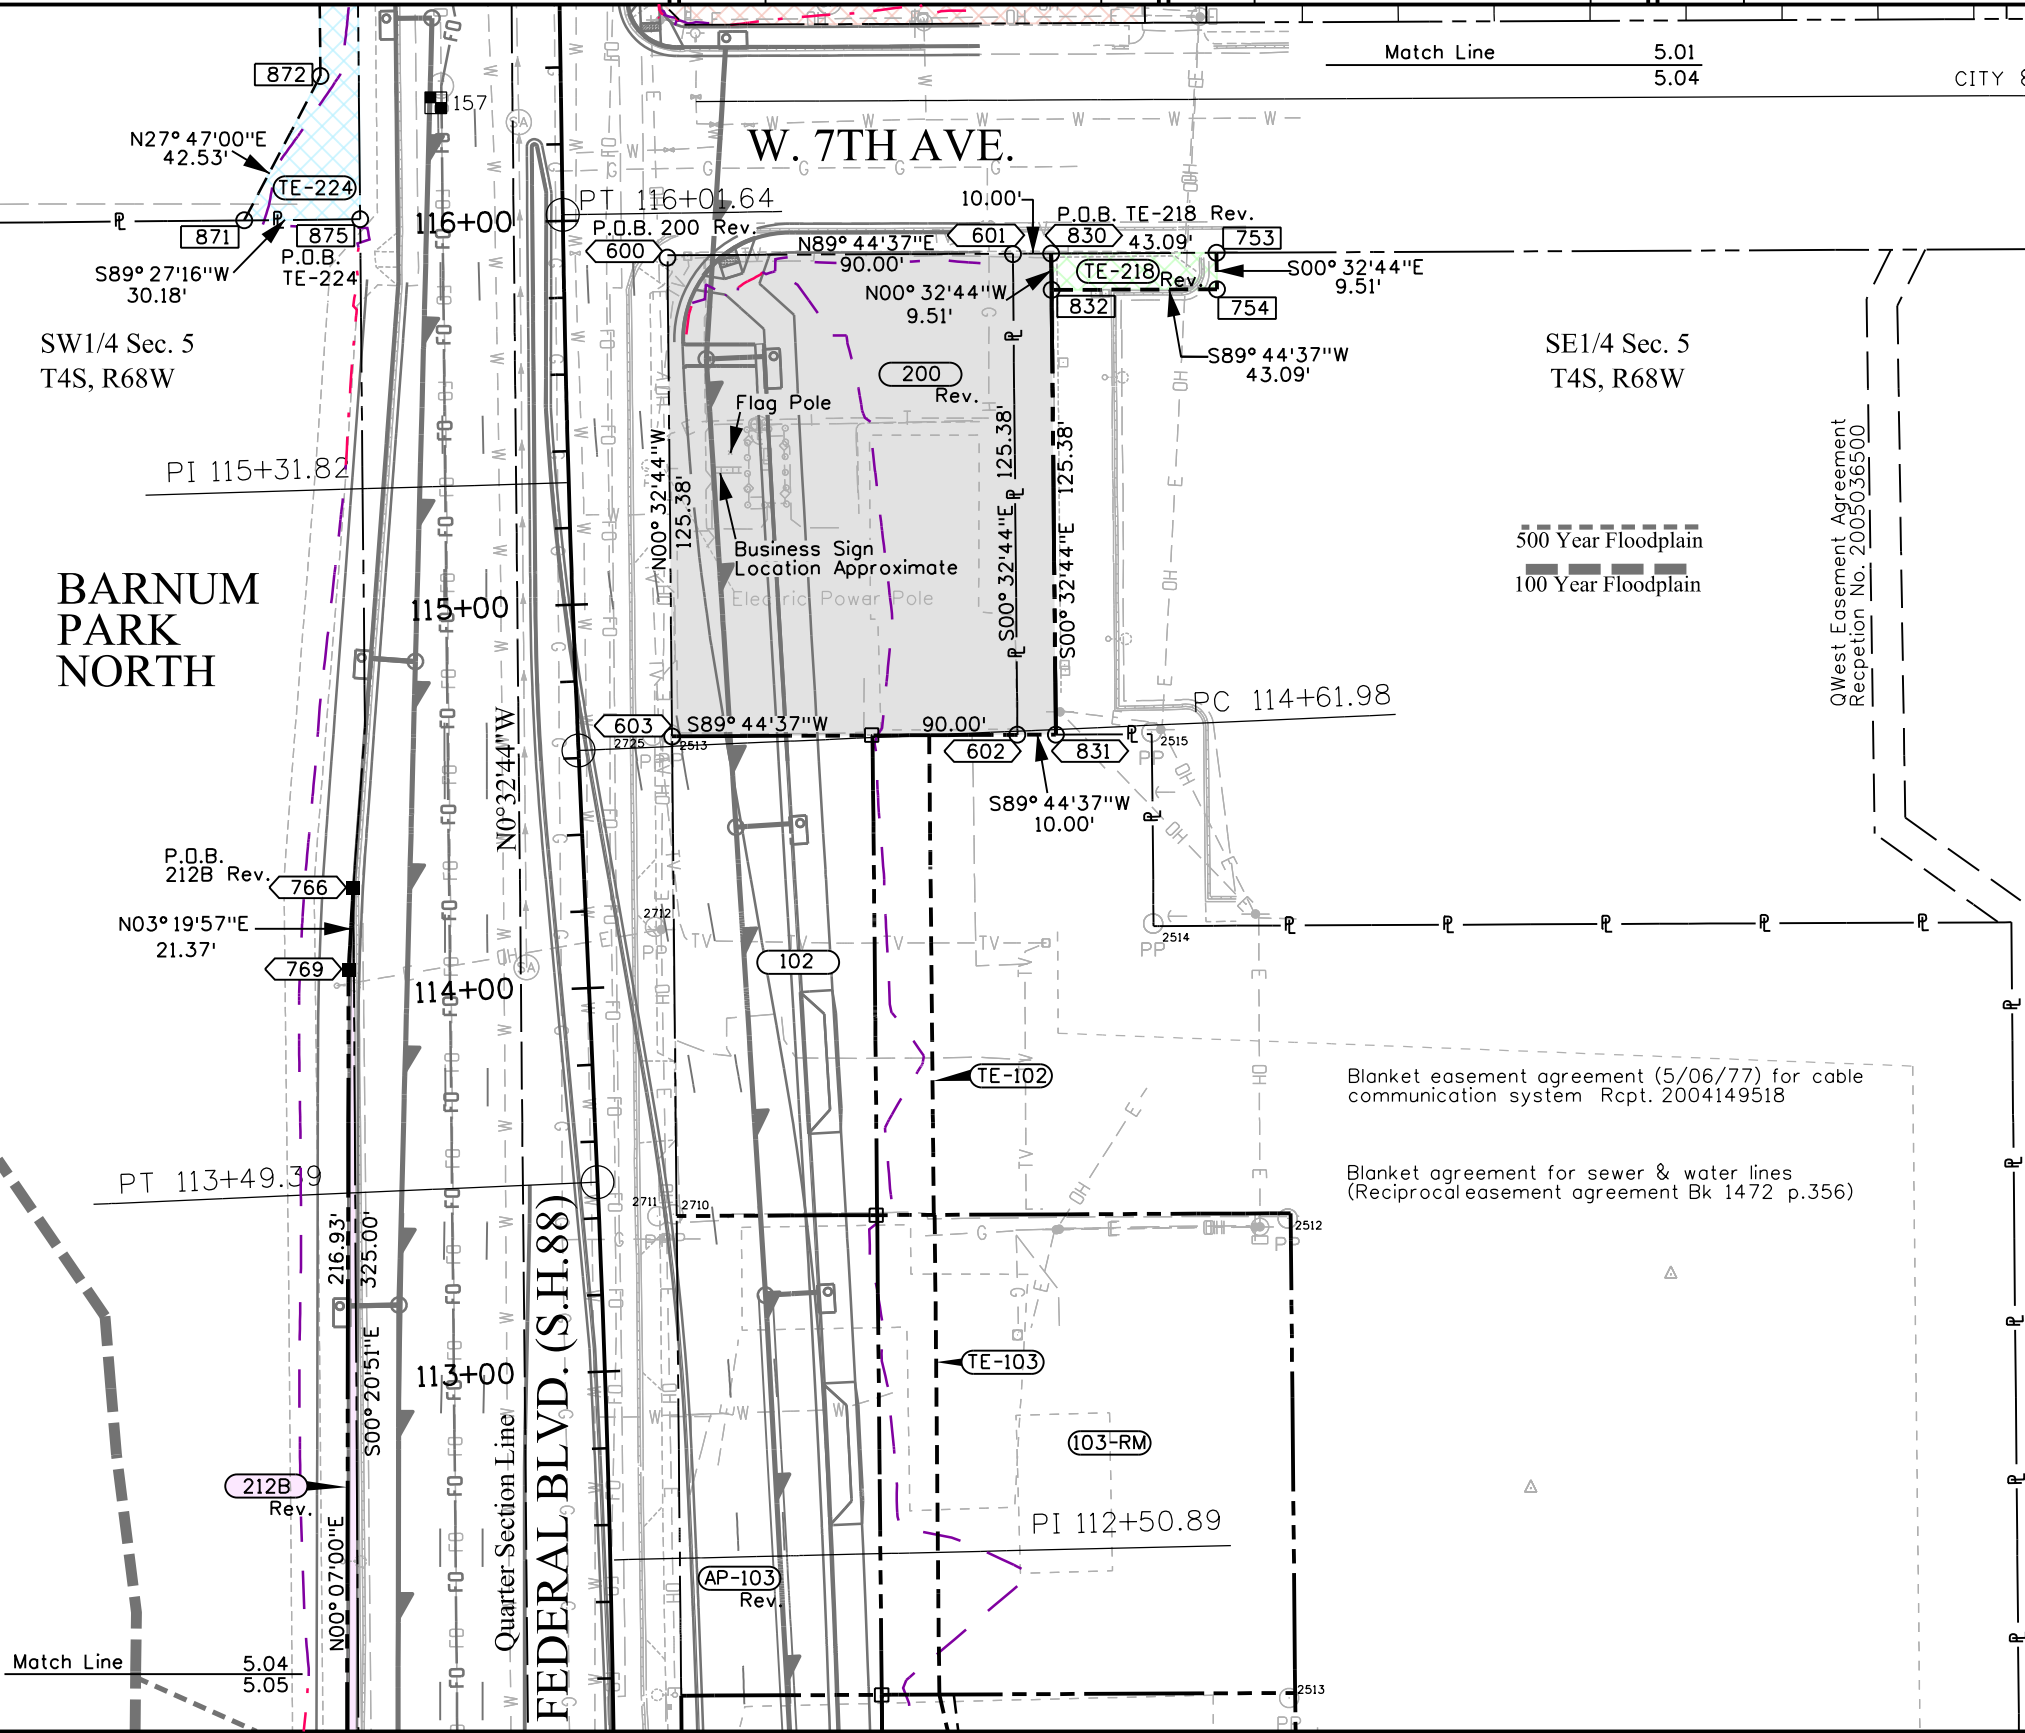 Match Line 5.01
5.04
CITY &
872
157
N27°47'00"E
42.53'
TE-224
W. 7TH AVE.
PT 116+01.64
116+00
10.00'
P.O.B. TE-218 Rev.
P.O.B. 200 Rev.
871
875
P.O.B.
TE-224
600
N89°44'37"E
90.00'
601
830
43.09'
753
TE-218
Rev.
S00°32'44"E
9.51'
S89°27'16"W
30.18'
N00°32'44"W
9.51'
832
754
SW1/4 Sec. 5
T4S, R68W
S89°44'37"W
43.09'
SE1/4 Sec. 5
T4S, R68W
200
Rev.
Flag Pole
PI 115+31.82
N00°32'44"W
125.38'
S00°32'44"E 125.38'
S00°32'44"E 125.38'
QWest Easement Agreement
Recpetion No. 2005036500
500 Year Floodplain
100 Year Floodplain
Business Sign
Location Approximate
Electric Power Pole
BARNUM
PARK
NORTH
115+00
PC 114+61.98
603
S89°44'37"W
90.00'
602
831
2725
2513
2515
PP
N0°32'44"W
S89°44'37"W
10.00'
P.O.B.
212B Rev.
766
N03°19'57"E
21.37'
769
2712
PP
2514
PP
SA
102
114+00
TE-102
Blanket easement agreement (5/06/77) for cable
communication system Rcpt. 2004149518
Blanket agreement for sewer & water lines
(Reciprocal easement agreement Bk 1472 p.356)
PT 113+49.39
2711
2710
2512
PP
216.93'
325.00'
S00°20'51"E
113+00
TE-103
103-RM
212B
Rev.
N00°07'00"E
Quarter Section Line
FEDERAL BLVD. (S.H.88)
PI 112+50.89
AP-103
Rev.
Match Line 5.04
5.05
2513
PP